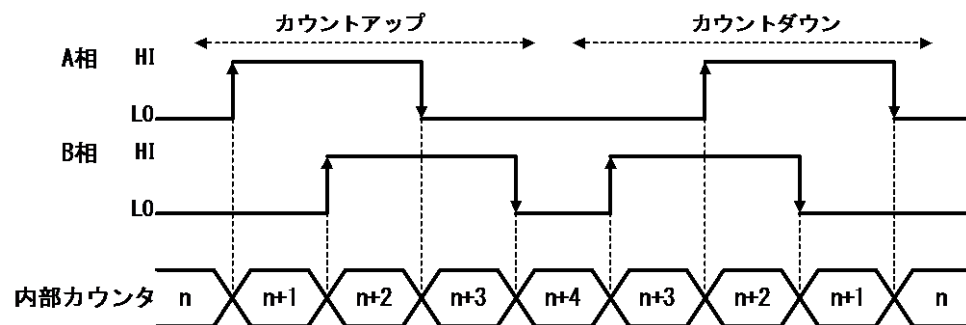 カウントアップ カウントダウン
A相 HI
LO
B相 HI
LO
内部カウンタ n n+1 n+2 n+3 n+4 n+3 n+2 n+1 n